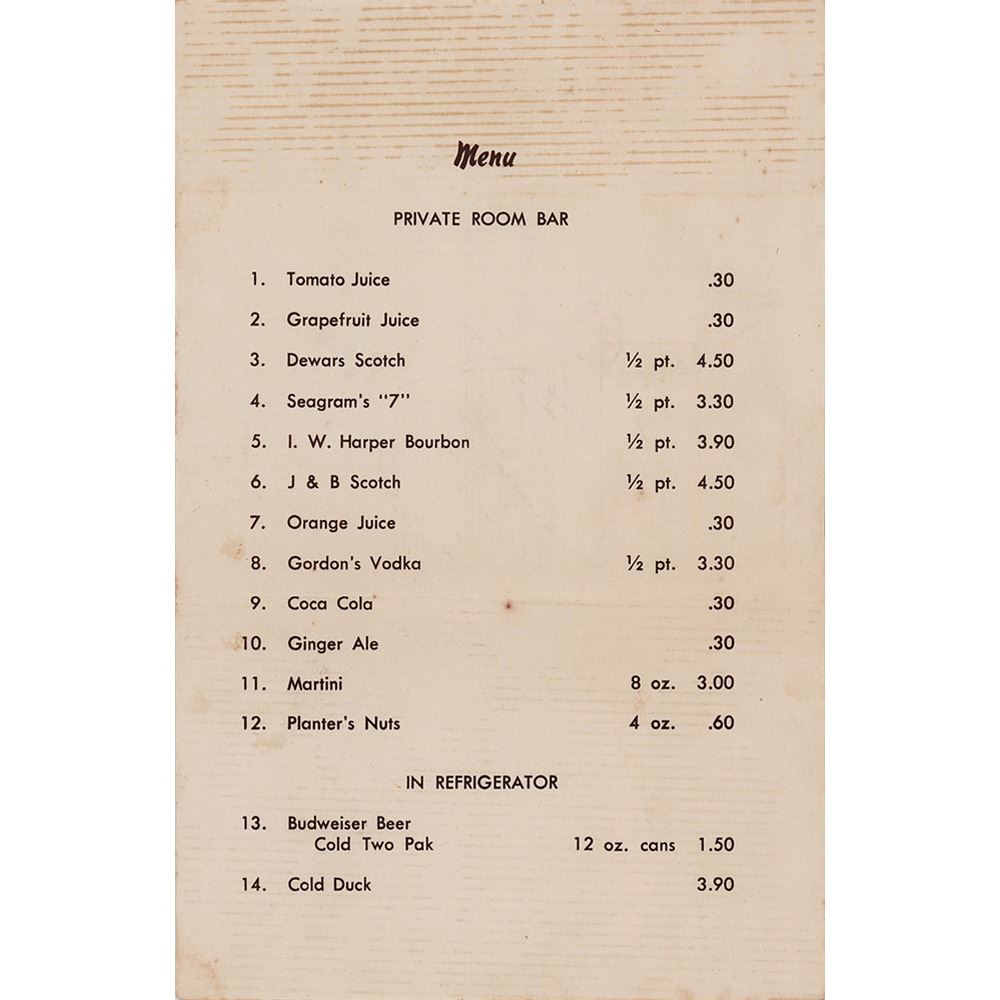 Menu
PRIVATE ROOM BAR
1. Tomato Juice .30
2. Grapefruit Juice .30
3. Dewars Scotch ½ pt. 4.50
4. Seagram's "7" ½ pt. 3.30
5. I. W. Harper Bourbon ½ pt. 3.90
6. J & B Scotch ½ pt. 4.50
7. Orange Juice .30
8. Gordon's Vodka ½ pt. 3.30
9. Coca Cola .30
10. Ginger Ale .30
11. Martini 8 oz. 3.00
12. Planter's Nuts 4 oz. .60
IN REFRIGERATOR
13. Budweiser Beer
Cold Two Pak 12 oz. cans 1.50
14. Cold Duck 3.90